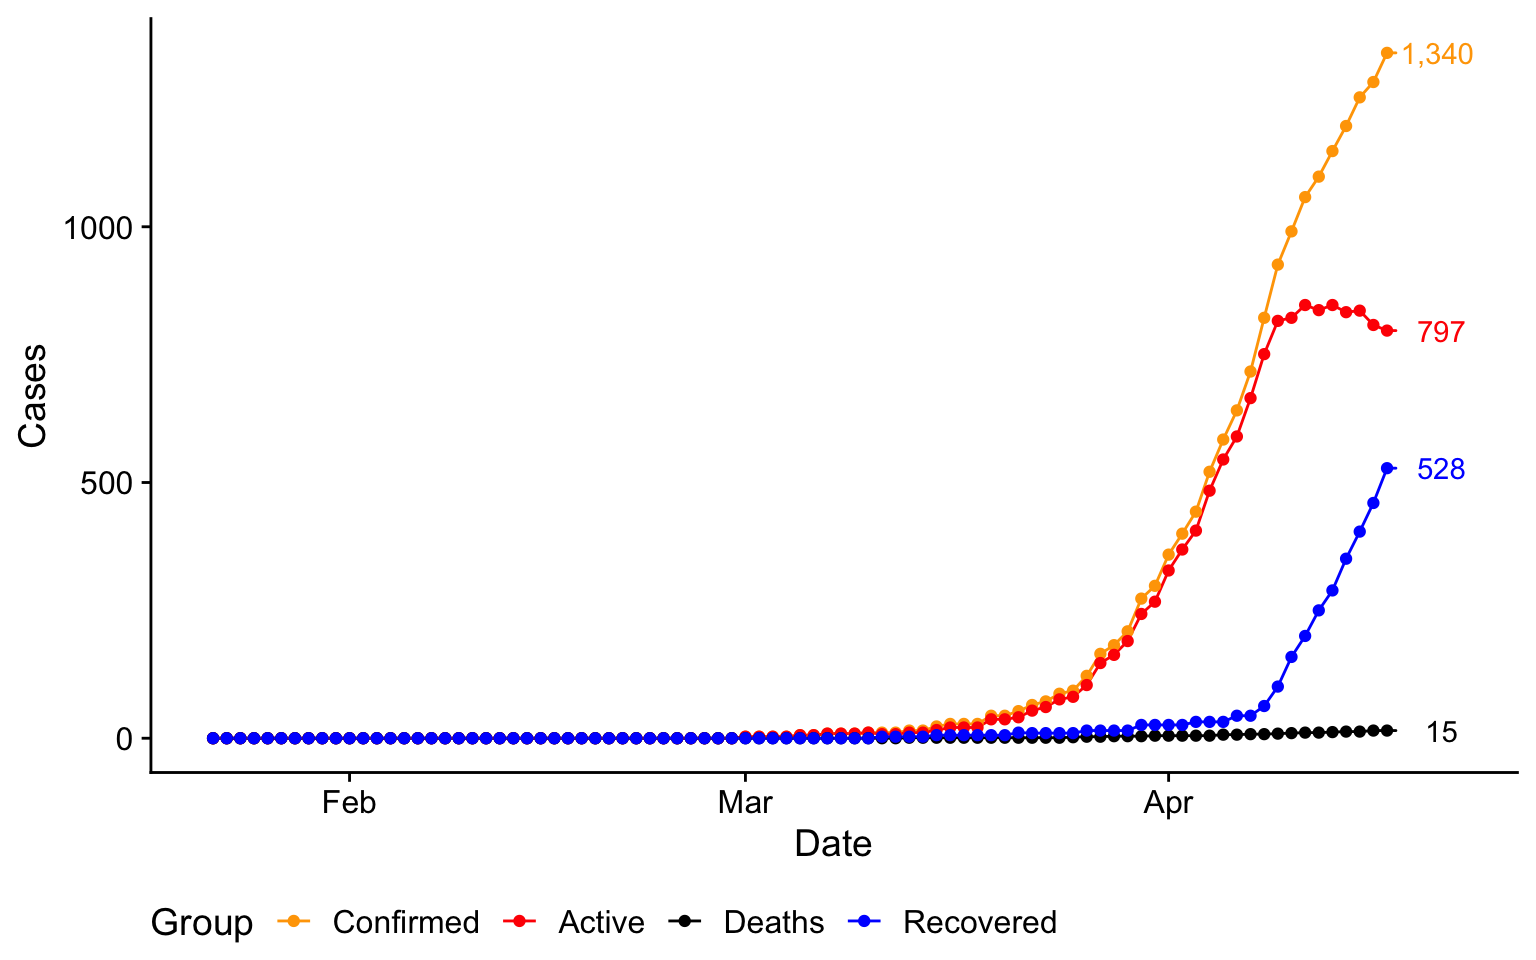 1,340
1000
797
Cases
500
528
0
15
Feb Mar Apr
Date
Group Confirmed Active Deaths Recovered